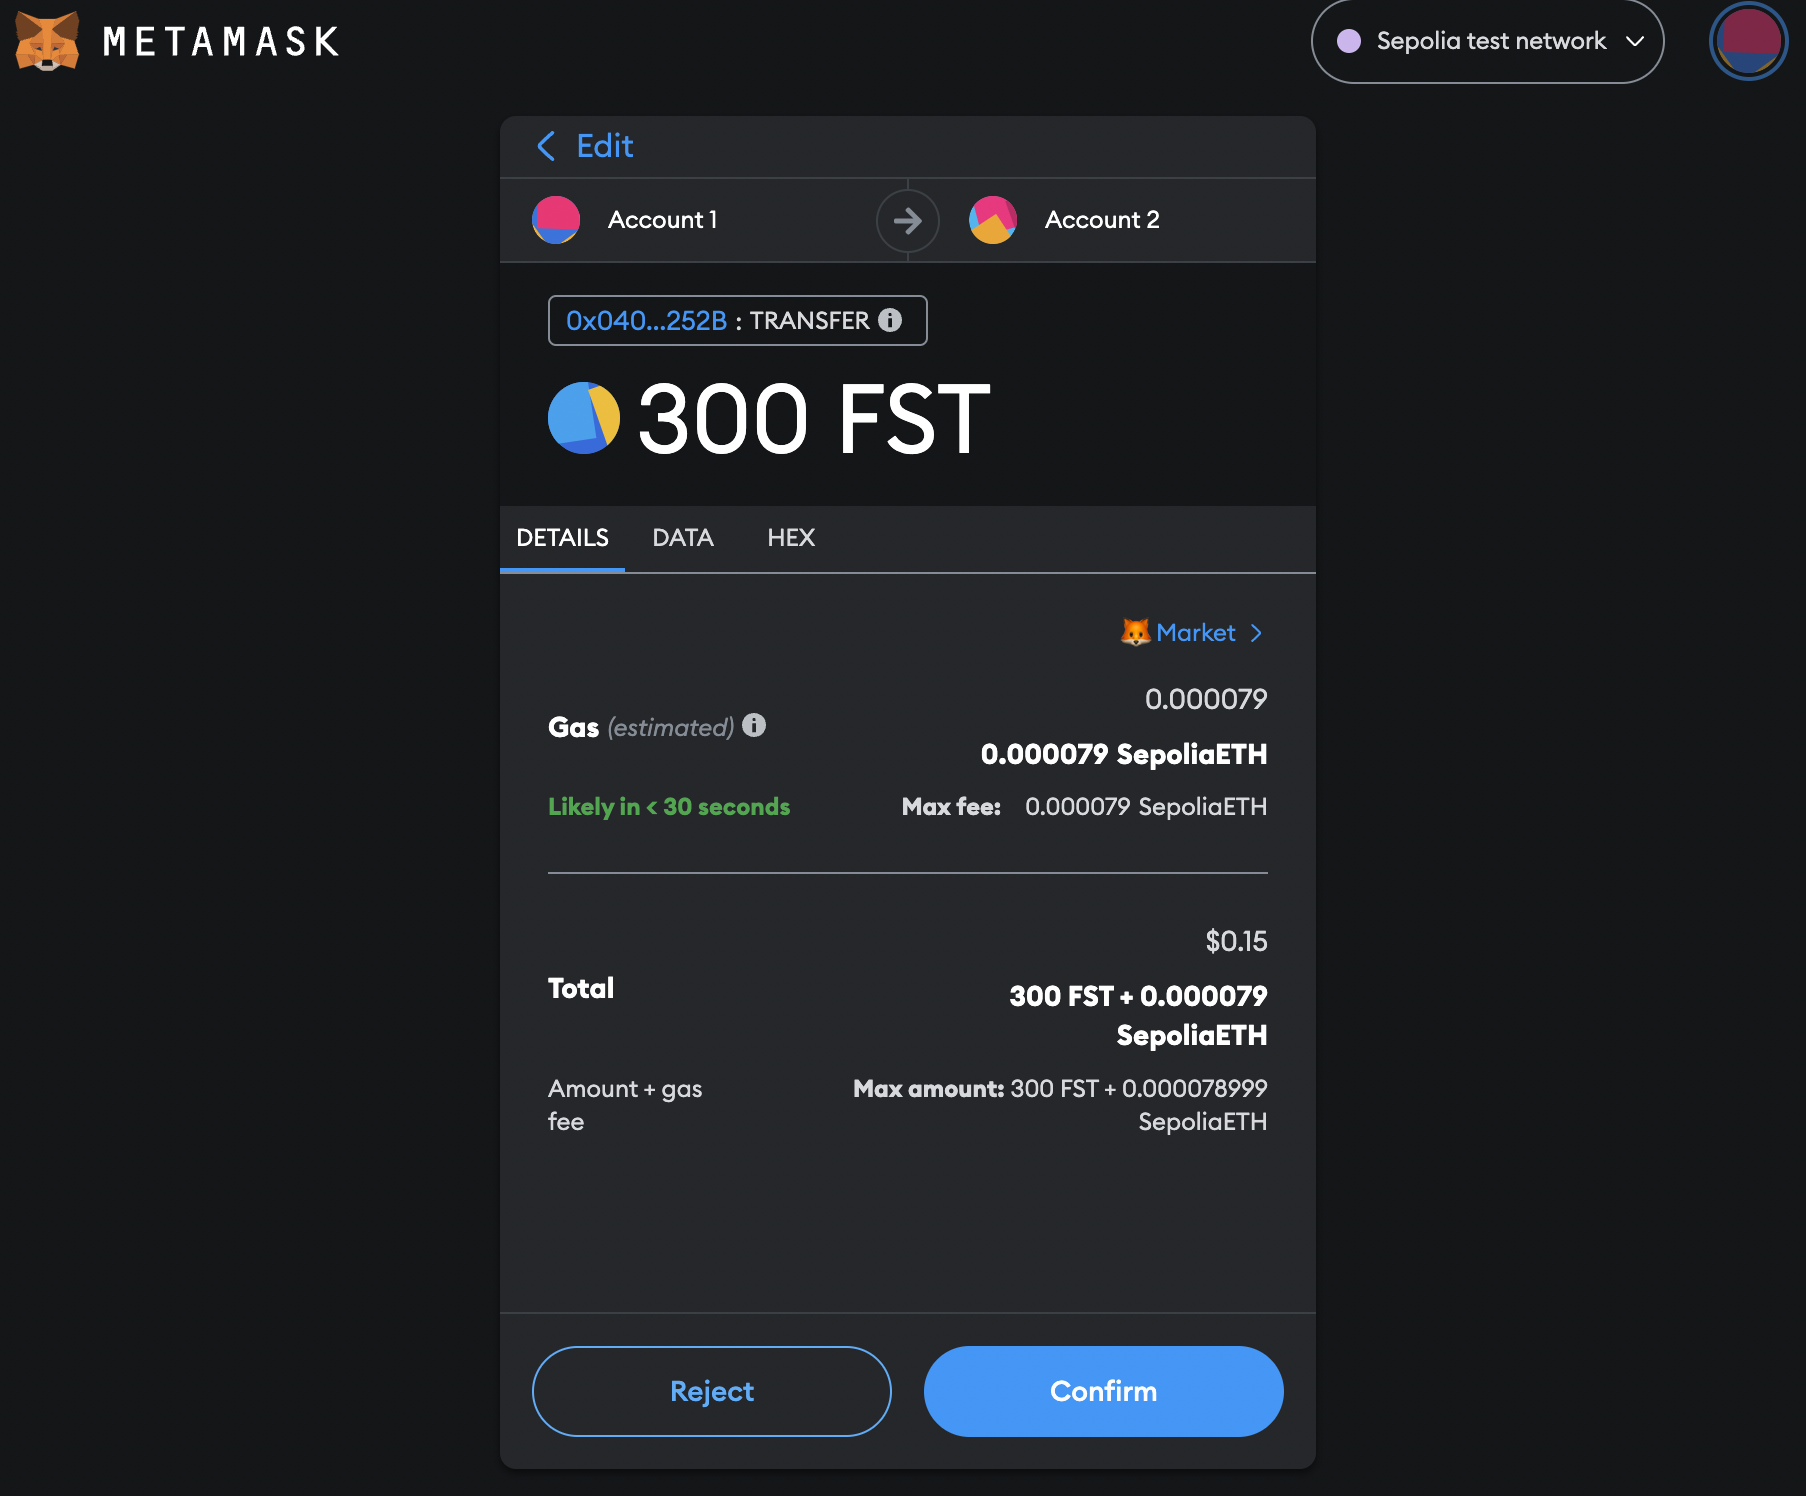 METAMASK
Sepolia test network
Edit
Account 1
Account 2
0x040...252B : TRANSFER
300 FST
DETAILS DATA HEX
Market
0.000079
Gas (estimated)
0.000079 SepoliaETH
Likely in < 30 seconds
Max fee: 0.000079 SepoliaETH
$0.15
Total
300 FST + 0.000079
SepoliaETH
Amount + gas
fee
Max amount: 300 FST + 0.000078999
SepoliaETH
Reject
Confirm